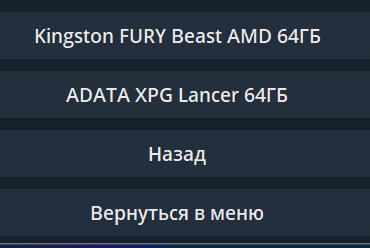 Kingston FURY Beast AMD 64ГБ
ADATA XPG Lancer 64ГБ
Назад
Вернуться в меню